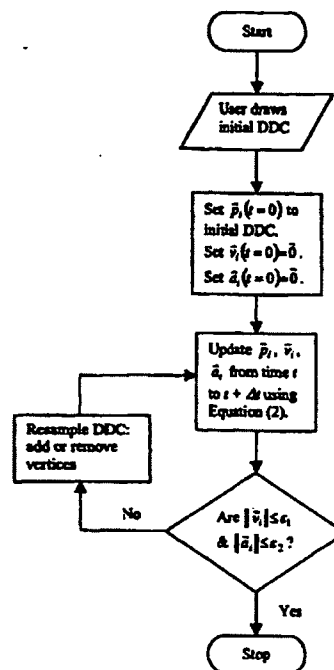 Start
User draws
initial DDC
Set p̄ᵢ(t = 0) to
initial DDC.
Set v̄ᵢ(t = 0)=0̄.
Set āᵢ(t = 0)=0̄.
Update p̄ᵢ, v̄ᵢ,
āᵢ from time t
to t + Δt using
Equation (2).
Resample DDC:
add or remove
vertices
No
Are ‖v̄ᵢ‖≤ε₁
& ‖āᵢ‖≤ε₂ ?
Yes
Stop